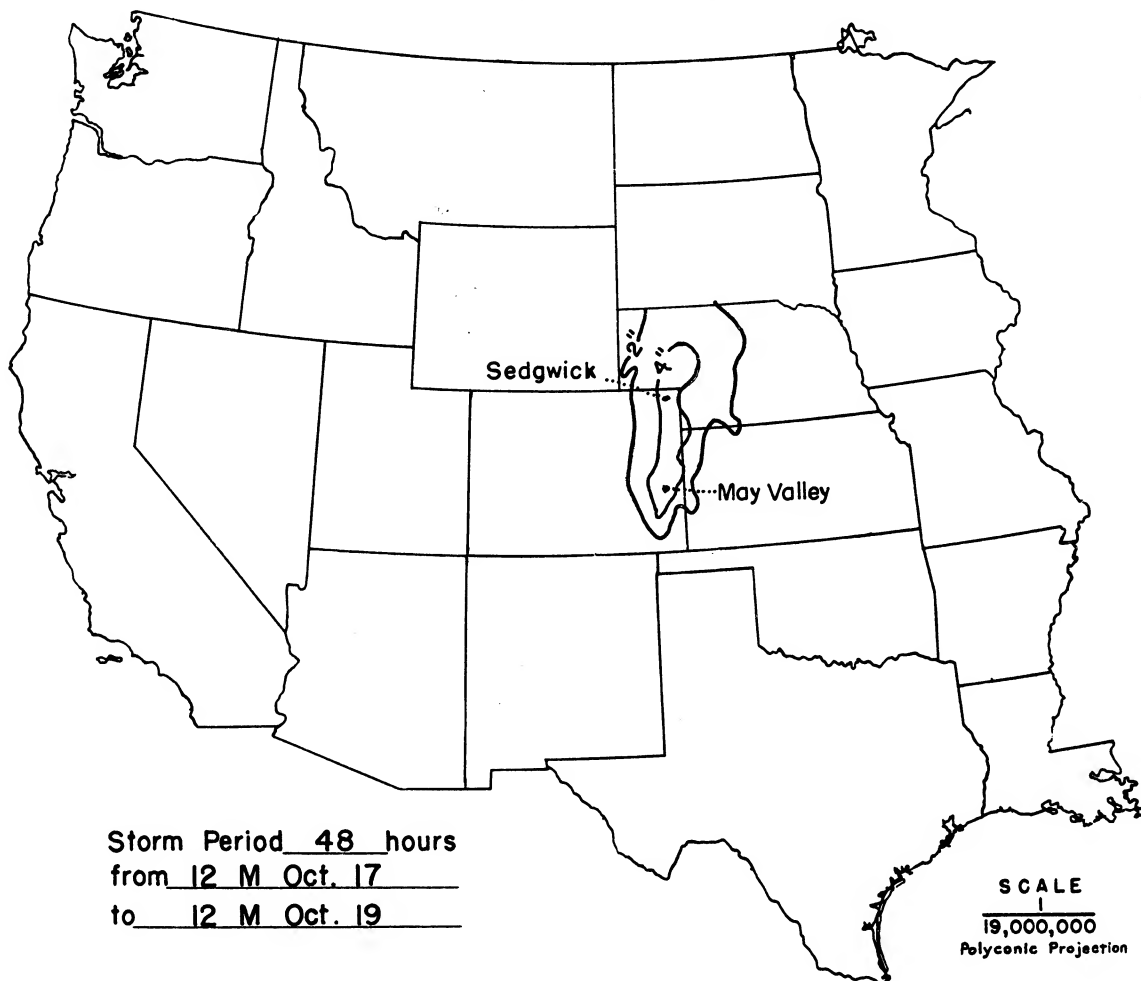 2"
4"
Sedgwick
May Valley
Storm Period 48 hours
from 12 M Oct. 17
to 12 M Oct. 19
SCALE
1
19,000,000
Polyconic Projection